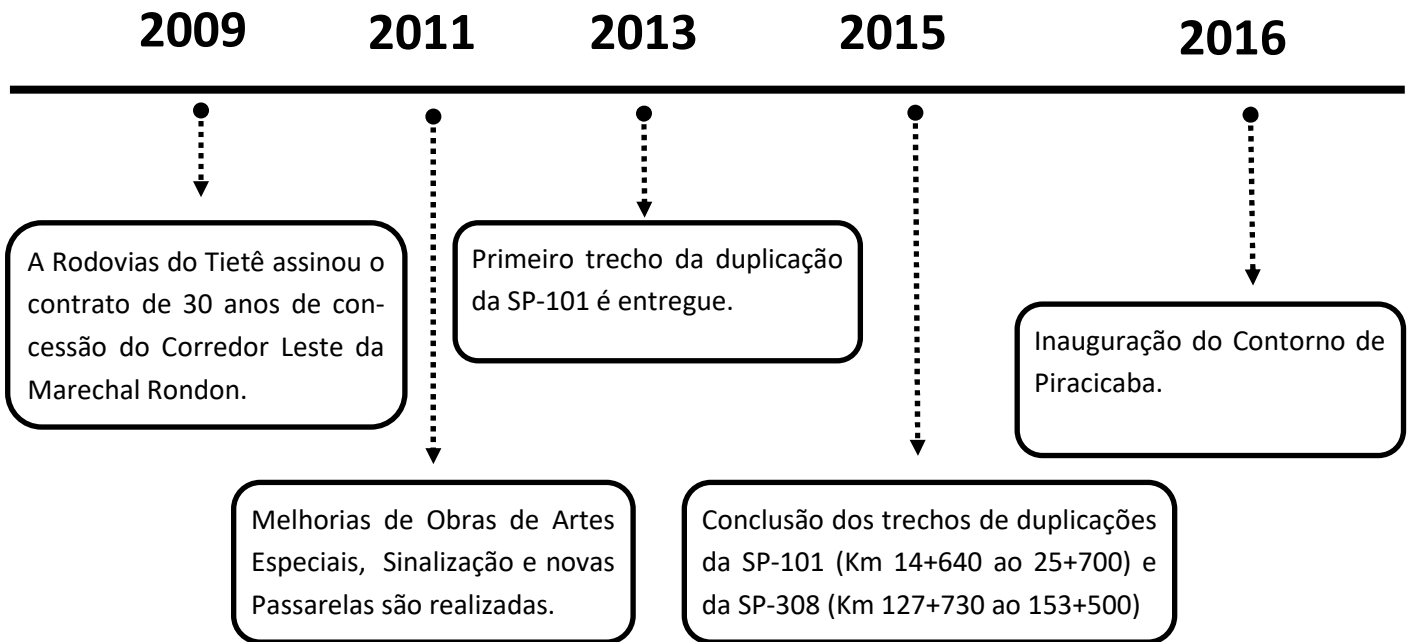 2009
2011
2013
2015
2016
A Rodovias do Tietê assinou o
contrato de 30 anos de con-
cessão do Corredor Leste da
Marechal Rondon.
Primeiro trecho da duplicação
da SP-101 é entregue.
Inauguração do Contorno de
Piracicaba.
Melhorias de Obras de Artes
Especiais, Sinalização e novas
Passarelas são realizadas.
Conclusão dos trechos de duplicações
da SP-101 (Km 14+640 ao 25+700) e
da SP-308 (Km 127+730 ao 153+500)